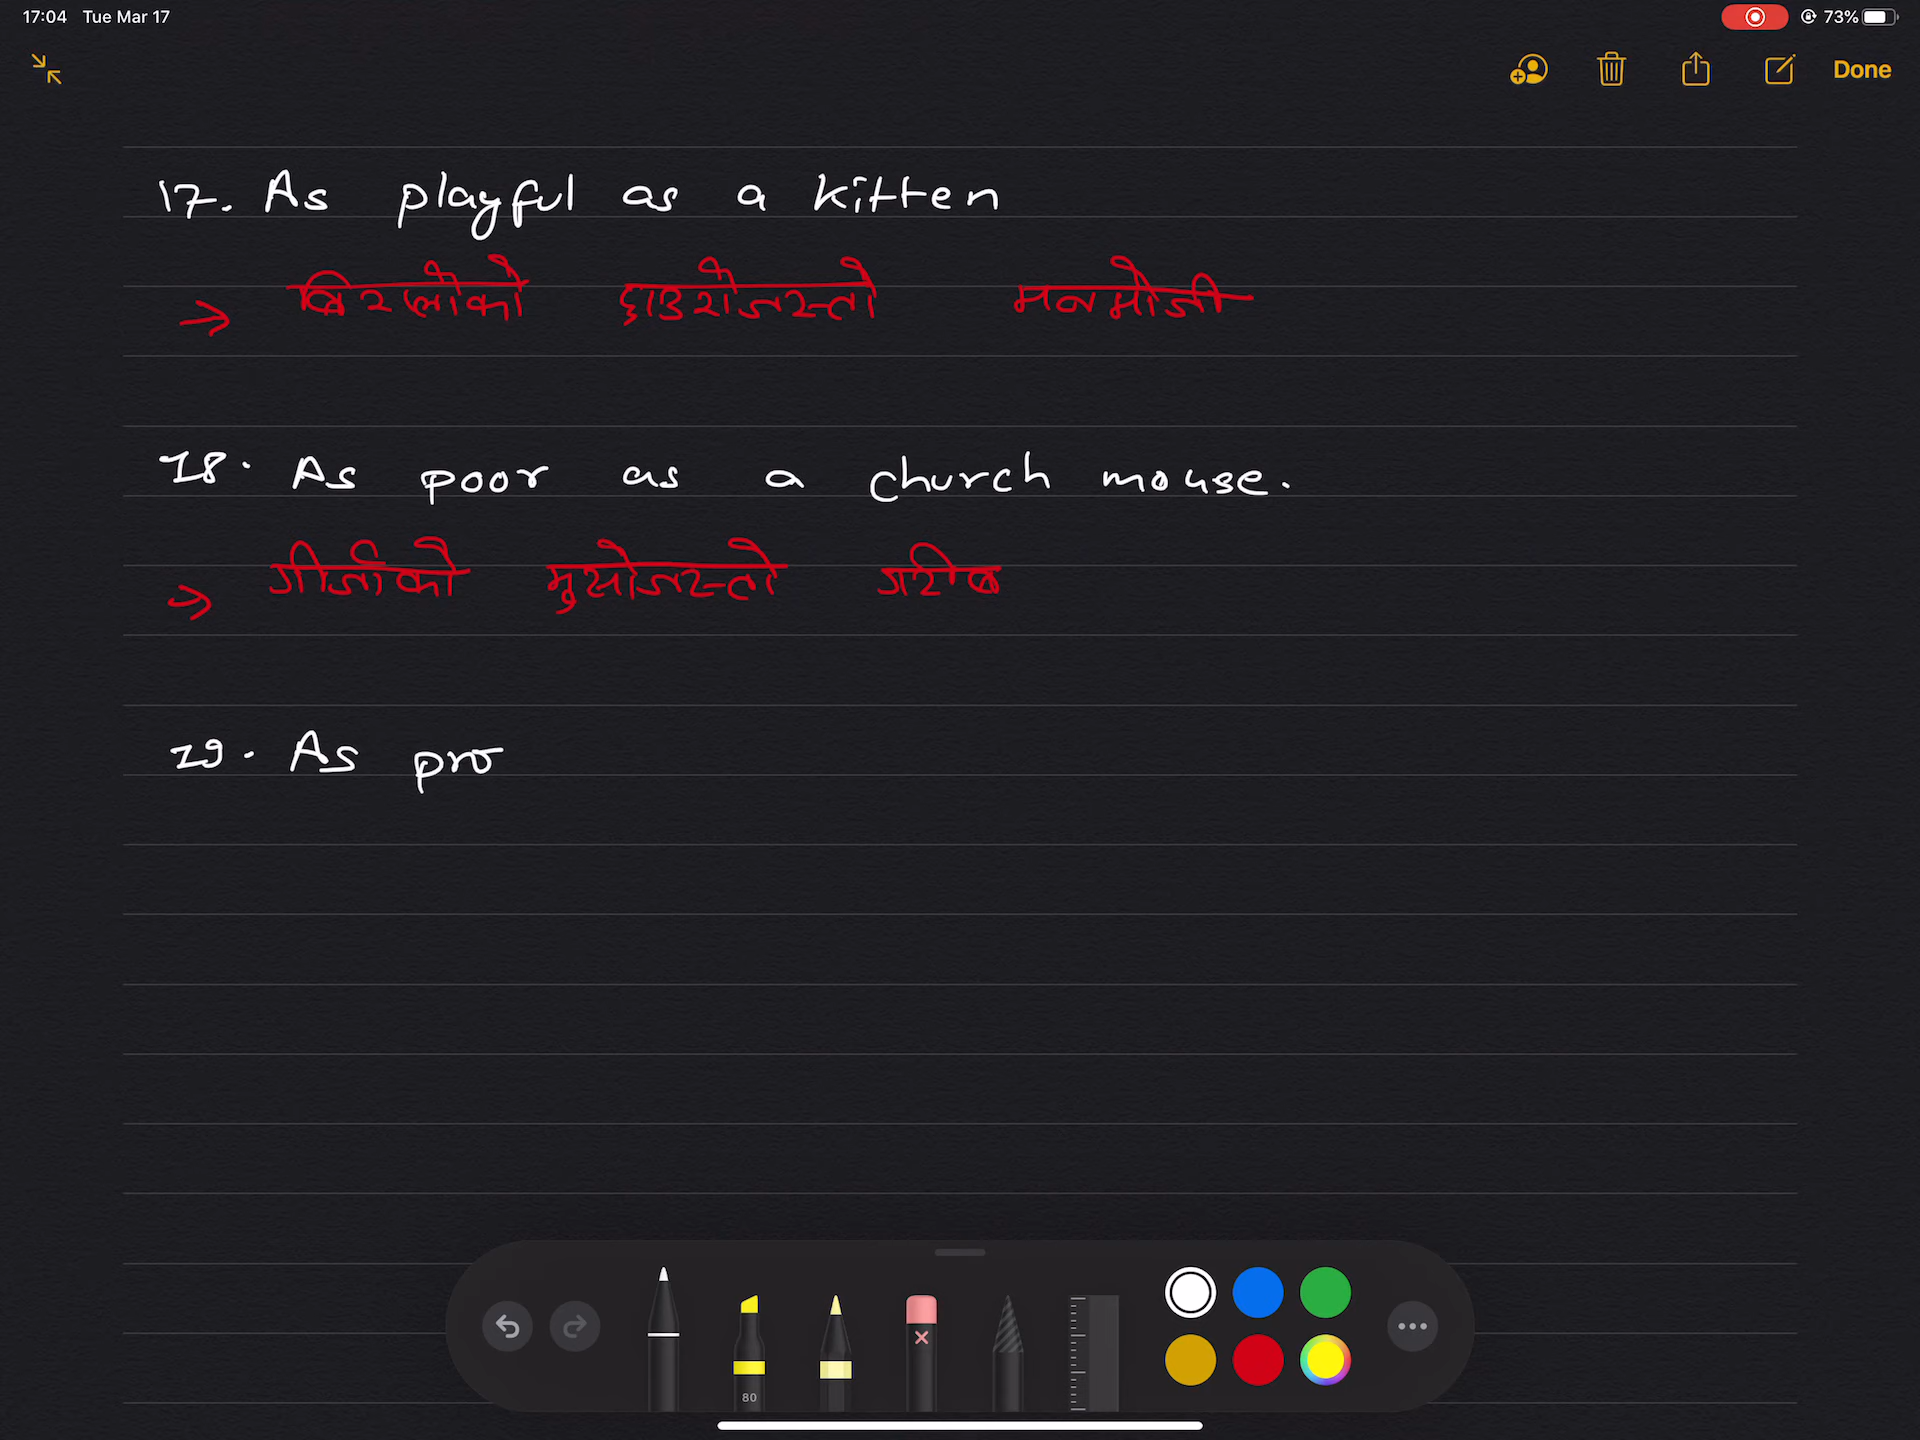 17:04 Tue Mar 17 73%
Done
17. As playful as a kitten
→ बिरालोको छाउरोजस्तो मनमौजी
18. As poor as a church mouse.
→ गीर्जाको मुसोजस्तो गरीब
19. As pro
80